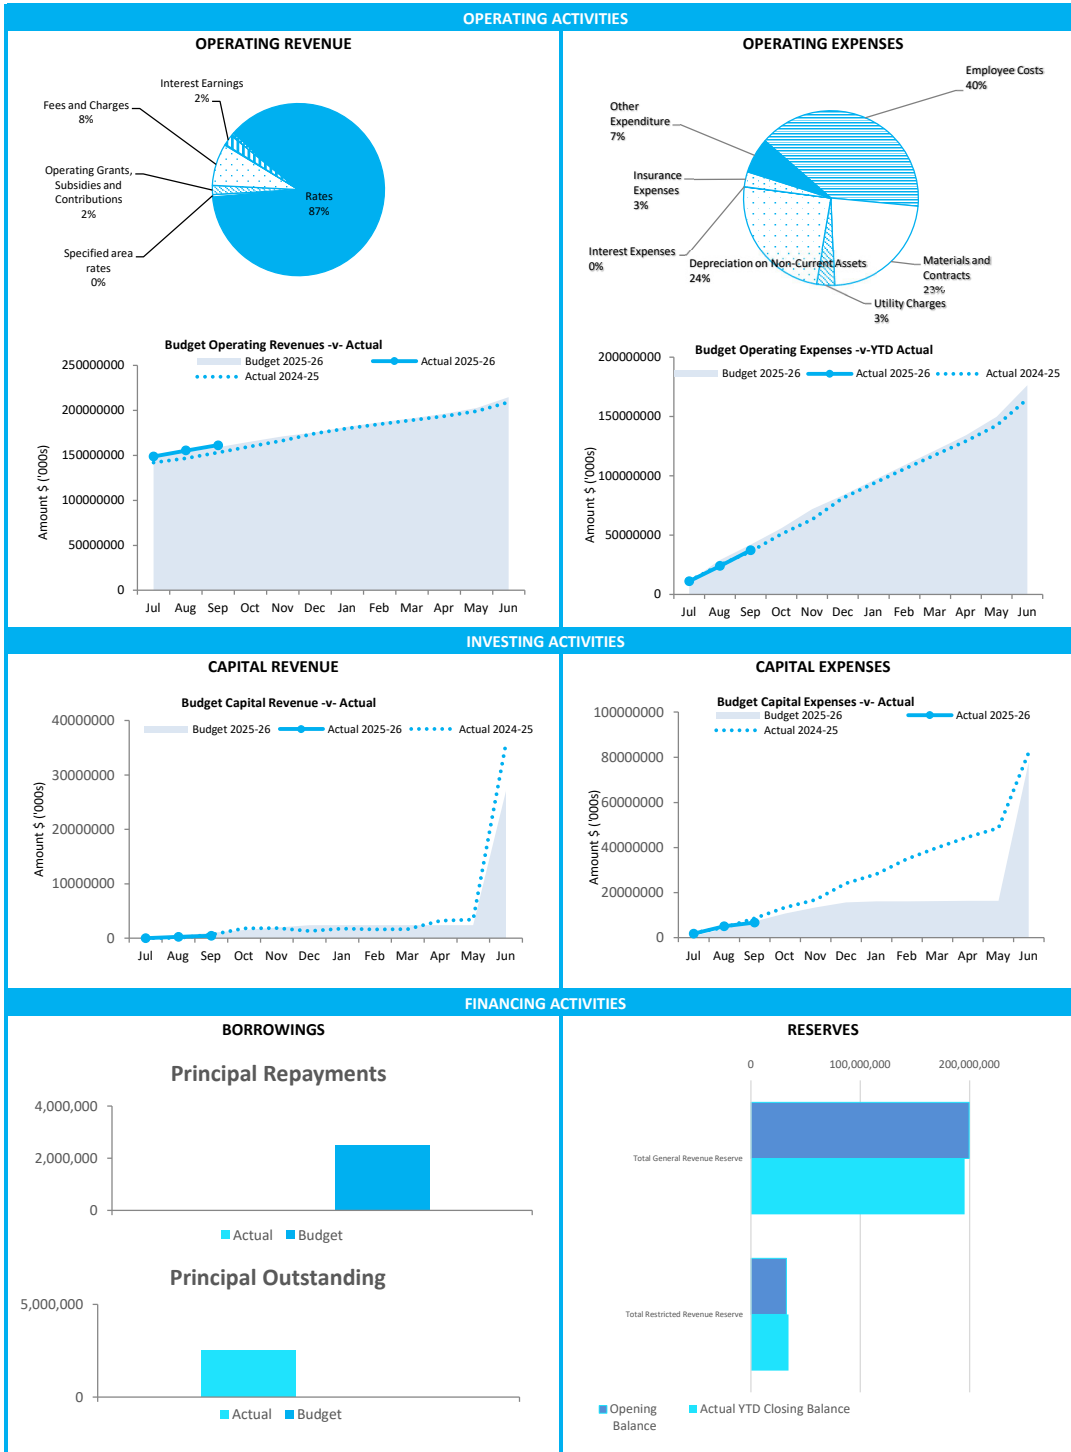 OPERATING ACTIVITIES
OPERATING REVENUE
Interest Earnings
2%
Fees and Charges
8%
Operating Grants,
Subsidies and
Contributions
2%
Specified area
rates
0%
Rates
87%
OPERATING EXPENSES
Employee Costs
40%
Other
Expenditure
7%
Insurance
Expenses
3%
Interest Expenses
0%
Depreciation on Non-Current Assets
24%
Materials and
Contracts
23%
Utility Charges
3%
Budget Operating Revenues -v- Actual
Budget 2025-26
Actual 2025-26
Actual 2024-25
250000000
200000000
150000000
100000000
50000000
0
Amount $ ('000s)
Jul Aug Sep Oct Nov Dec Jan Feb Mar Apr May Jun
Budget Operating Expenses -v-YTD Actual
Budget 2025-26
Actual 2025-26
Actual 2024-25
200000000
150000000
100000000
50000000
0
Amount $ ('000s)
Jul Aug Sep Oct Nov Dec Jan Feb Mar Apr May Jun
INVESTING ACTIVITIES
CAPITAL REVENUE
Budget Capital Revenue -v- Actual
Budget 2025-26
Actual 2025-26
Actual 2024-25
40000000
30000000
20000000
10000000
0
Amount $ ('000s)
Jul Aug Sep Oct Nov Dec Jan Feb Mar Apr May Jun
CAPITAL EXPENSES
Budget Capital Expenses -v- Actual
Budget 2025-26
Actual 2025-26
Actual 2024-25
100000000
80000000
60000000
40000000
20000000
0
Amount $ ('000s)
Jul Aug Sep Oct Nov Dec Jan Feb Mar Apr May Jun
FINANCING ACTIVITIES
BORROWINGS
Principal Repayments
4,000,000
2,000,000
0
Actual
Budget
Principal Outstanding
5,000,000
0
Actual
Budget
RESERVES
0
100,000,000
200,000,000
Total General Revenue Reserve
Total Restricted Revenue Reserve
Opening
Balance
Actual YTD Closing Balance